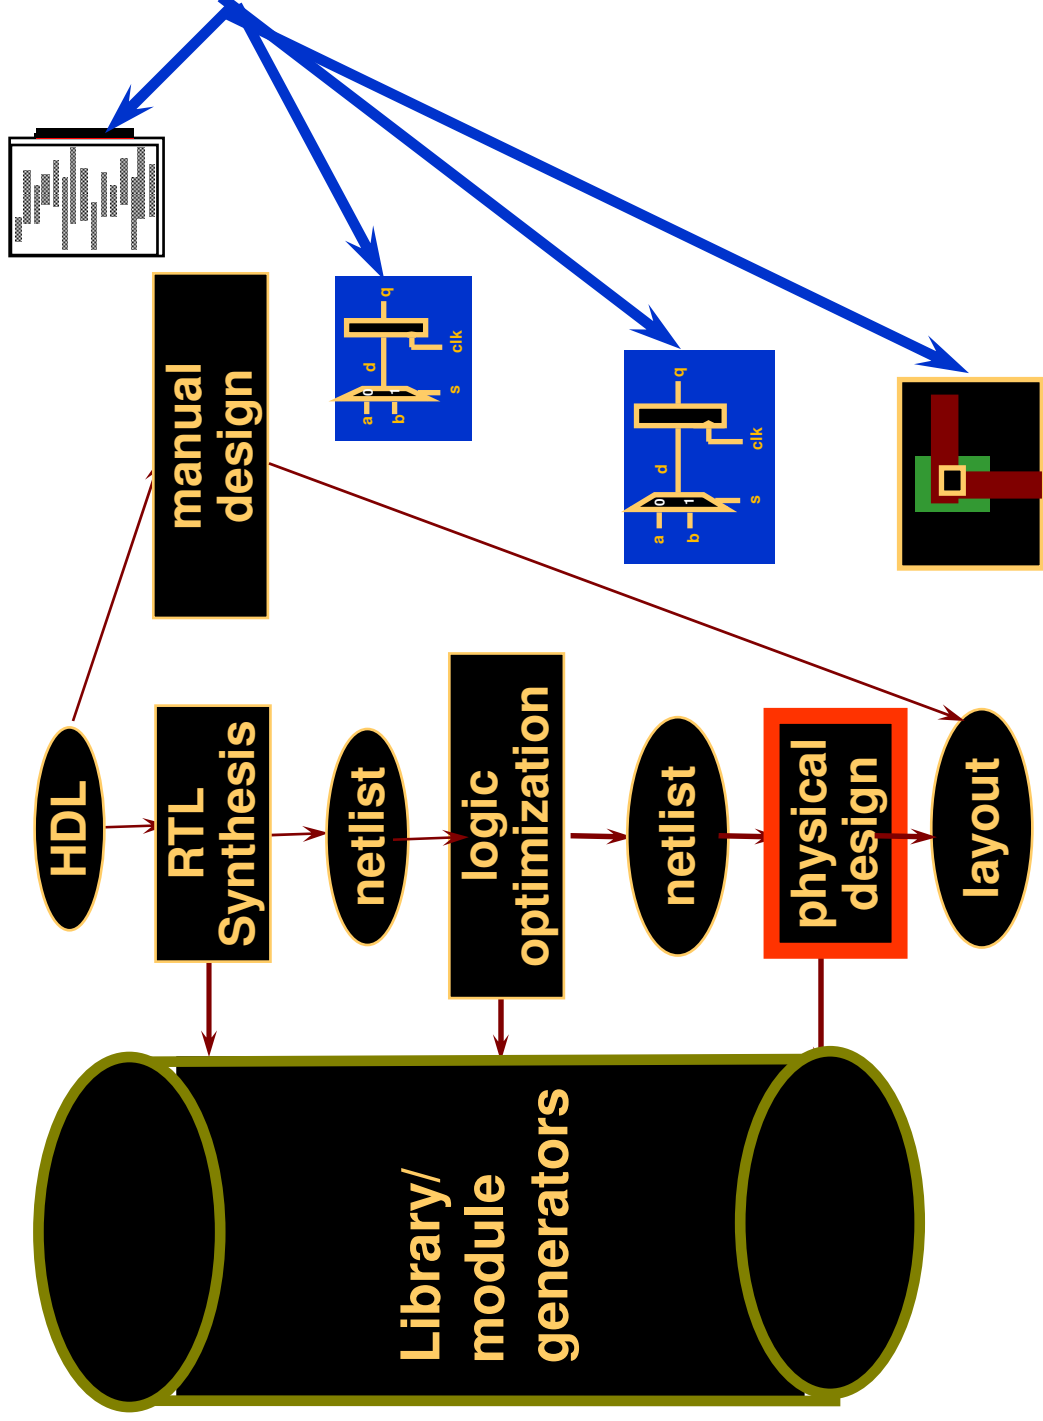 Library/
module
generators
HDL
RTL
Synthesis
netlist
logic
optimization
netlist
physical
design
layout
manual
design
a
b
0
1
s
d
q
clk
a
b
0
1
s
d
q
clk